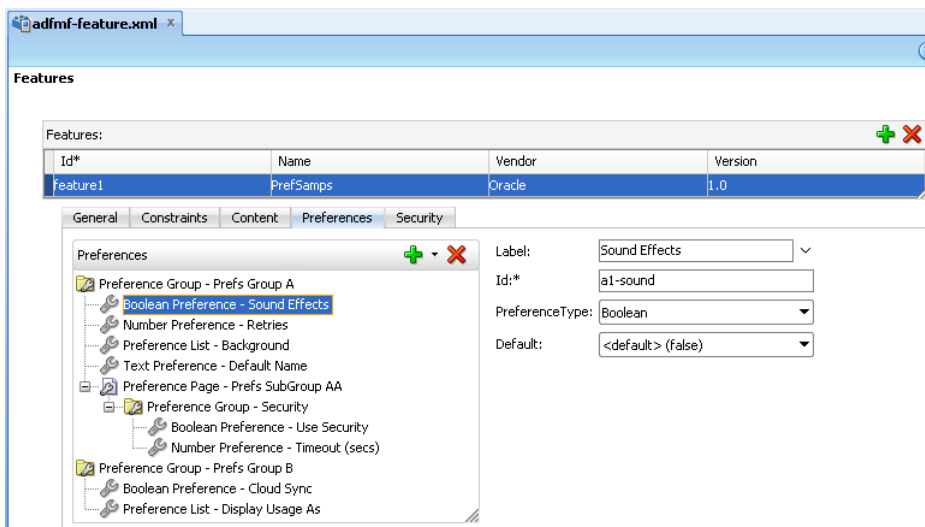 adfmf-feature.xml
Features
Features:
Id* Name Vendor Version
feature1 PrefSamps Oracle 1.0
General Constraints Content Preferences Security
Preferences
Label: Sound Effects
Preference Group - Prefs Group A
Id:* a1-sound
Boolean Preference - Sound Effects
Number Preference - Retries
PreferenceType: Boolean
Preference List - Background
Default: <default> (false)
Text Preference - Default Name
Preference Page - Prefs SubGroup AA
Preference Group - Security
Boolean Preference - Use Security
Number Preference - Timeout (secs)
Preference Group - Prefs Group B
Boolean Preference - Cloud Sync
Preference List - Display Usage As